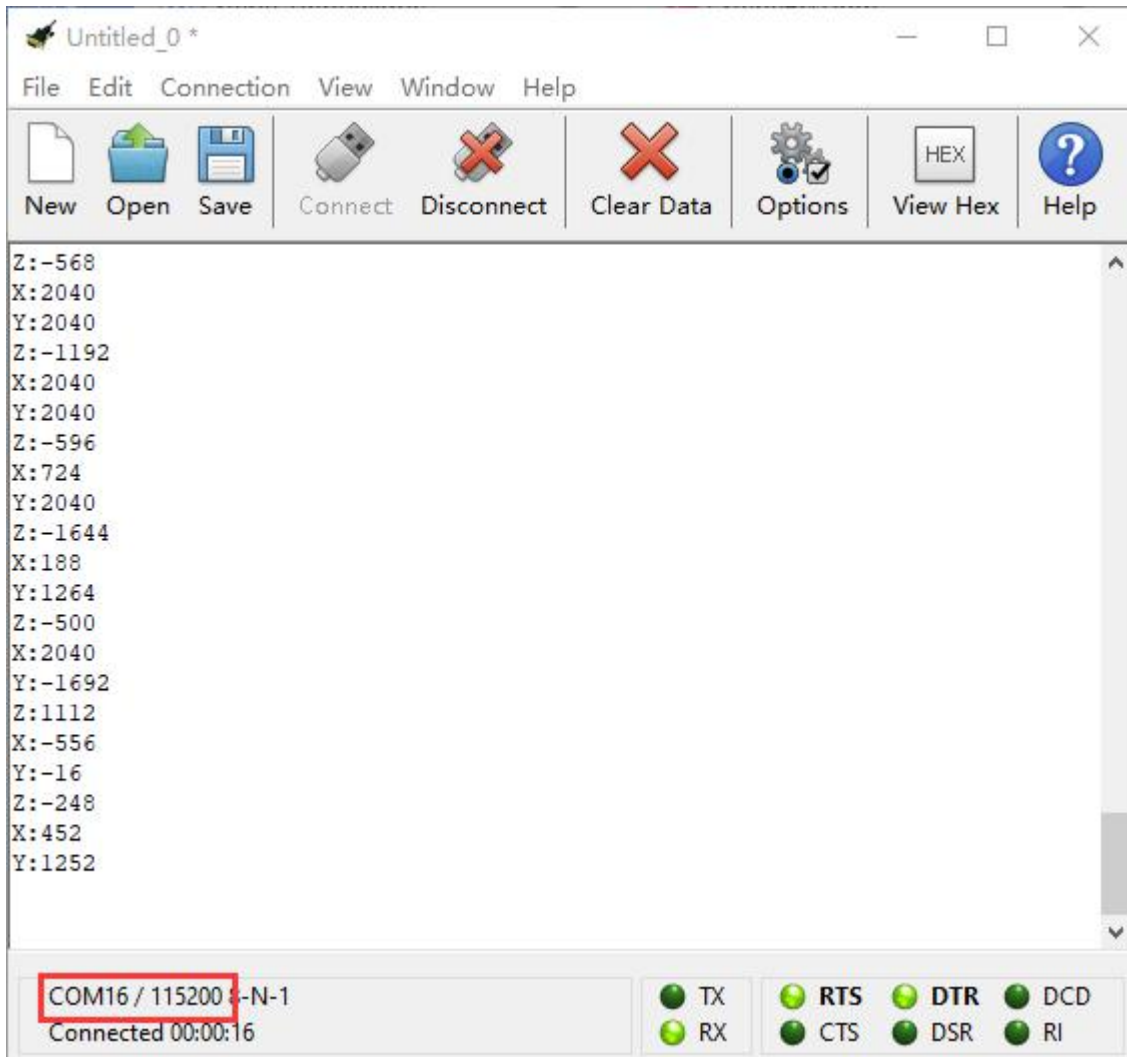 Untitled_0 *
File Edit Connection View Window Help
New Open Save Connect Disconnect Clear Data Options HEX View Hex Help
Z:-568
X:2040
Y:2040
Z:-1192
X:2040
Y:2040
Z:-596
X:724
Y:2040
Z:-1644
X:188
Y:1264
Z:-500
X:2040
Y:-1692
Z:1112
X:-556
Y:-16
Z:-248
X:452
Y:1252
COM16 / 115200 8-N-1
Connected 00:00:16
TX RTS DTR DCD
RX CTS DSR RI